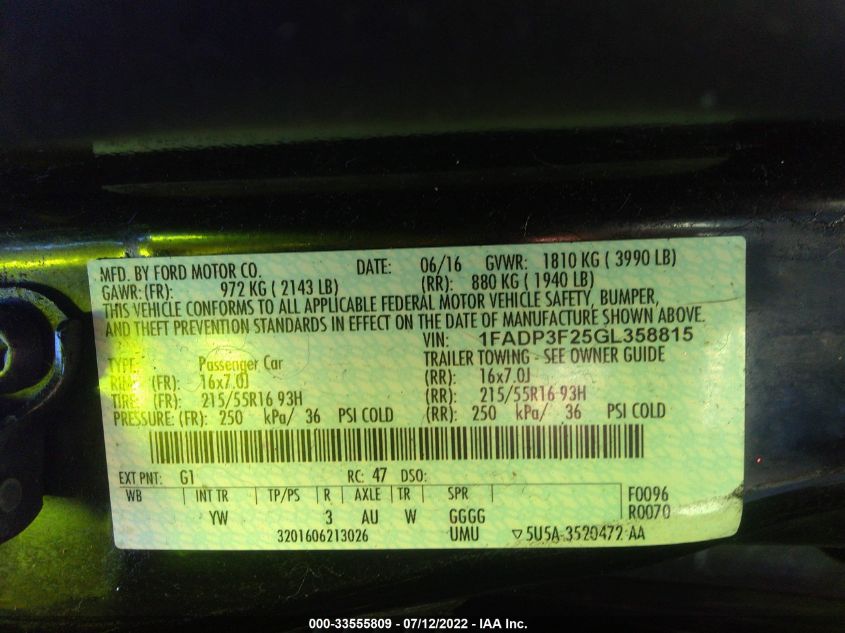 MFD. BY FORD MOTOR CO. DATE: 06/16 GVWR: 1810 KG ( 3990 LB)
GAWR: (FR): 972 KG ( 2143 LB) (RR): 880 KG ( 1940 LB)
THIS VEHICLE CONFORMS TO ALL APPLICABLE FEDERAL MOTOR VEHICLE SAFETY, BUMPER,
AND THEFT PREVENTION STANDARDS IN EFFECT ON THE DATE OF MANUFACTURE SHOWN ABOVE.
VIN: 1FADP3F25GL358815
TYPE: Passenger Car TRAILER TOWING - SEE OWNER GUIDE
RIM: (FR): 16x7.0J (RR): 16x7.0J
TIRE: (FR): 215/55R16 93H (RR): 215/55R16 93H
PRESSURE: (FR): 250 kPa/ 36 PSI COLD (RR): 250 kPa/ 36 PSI COLD
EXT PNT: G1 RC: 47 DSO:
WB INT TR TP/PS R AXLE TR SPR F0096
YW 3 AU W GGGG R0070
3201606213026 UMU ▽5U5A-3520472-AA
000-33555809 - 07/12/2022 - IAA Inc.